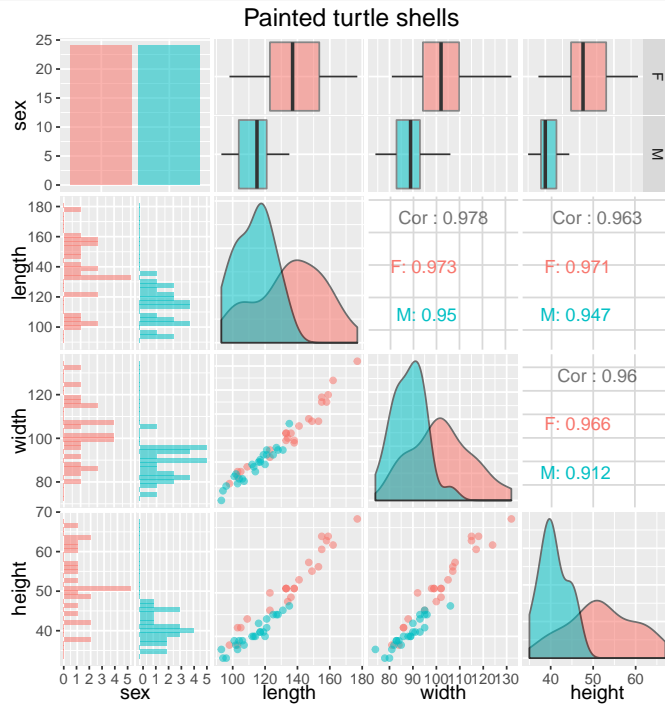 Painted turtle shells
25
20
15
10
5
0
sex
F
M
180
160
140
120
100
length
Cor : 0.978
F: 0.973
M: 0.95
Cor : 0.963
F: 0.971
M: 0.947
120
100
80
width
Cor : 0.96
F: 0.966
M: 0.912
70
60
50
40
height
0 1 2 3 4 5 0 1 2 3 4 5
100 120 140 160 180
80 90 100 110 120 130
40 50 60
sex length width height